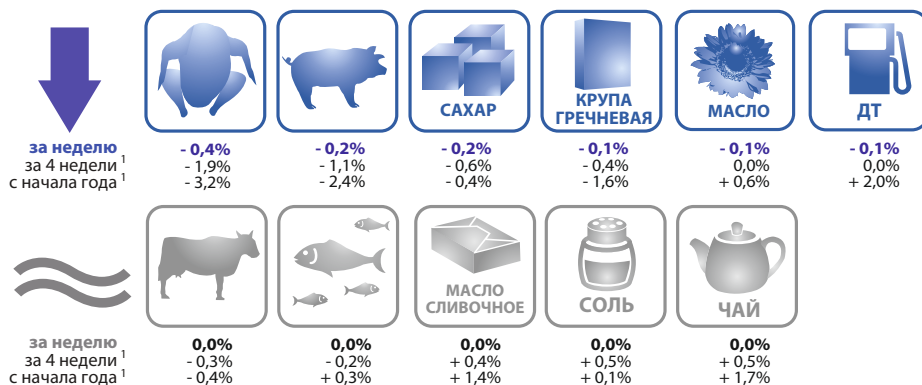 САХАР
КРУПА
ГРЕЧНЕВАЯ
МАСЛО
ДТ
за неделю - 0,4% - 0,2% - 0,2% - 0,1% - 0,1% - 0,1%
за 4 недели 1 - 1,9% - 1,1% - 0,6% - 0,4% 0,0% 0,0%
с начала года 1 - 3,2% - 2,4% - 0,4% - 1,6% + 0,6% + 2,0%
МАСЛО
СЛИВОЧНОЕ
СОЛЬ
ЧАЙ
за неделю 0,0% 0,0% 0,0% 0,0% 0,0%
за 4 недели 1 - 0,3% - 0,2% + 0,4% + 0,5% + 0,5%
с начала года 1 - 0,4% + 0,3% + 1,4% + 0,1% + 1,7%